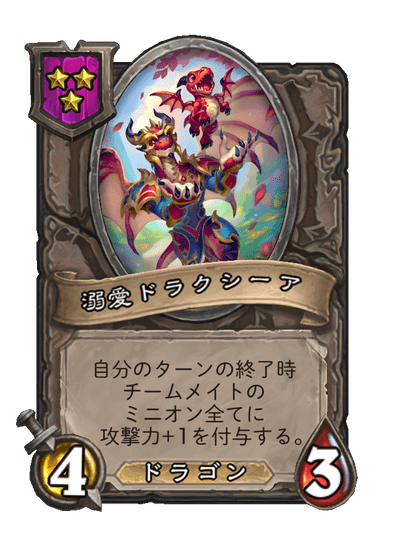 溺愛ドラクシーア
自分のターンの終了時
チームメイトの
ミニオン全てに
攻撃力+1を付与する。
4
ドラゴン
3